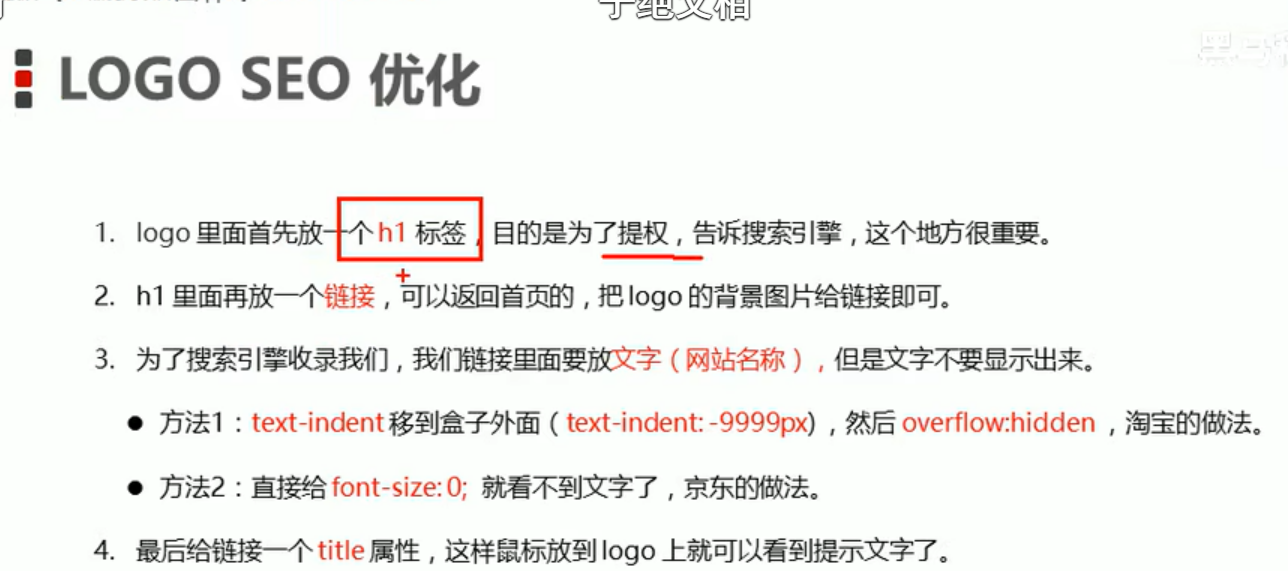 LOGO SEO 优化
1. logo 里面首先放一个 h1 标签，目的是为了提权，告诉搜索引擎，这个地方很重要。
2. h1 里面再放一个链接，可以返回首页的，把 logo 的背景图片给链接即可。
3. 为了搜索引擎收录我们，我们链接里面要放文字（网站名称），但是文字不要显示出来。
● 方法1：text-indent 移到盒子外面（text-indent: -9999px)，然后 overflow:hidden ，淘宝的做法。
● 方法2：直接给 font-size: 0; 就看不到文字了，京东的做法。
4. 最后给链接一个 title 属性，这样鼠标放到 logo 上就可以看到提示文字了。